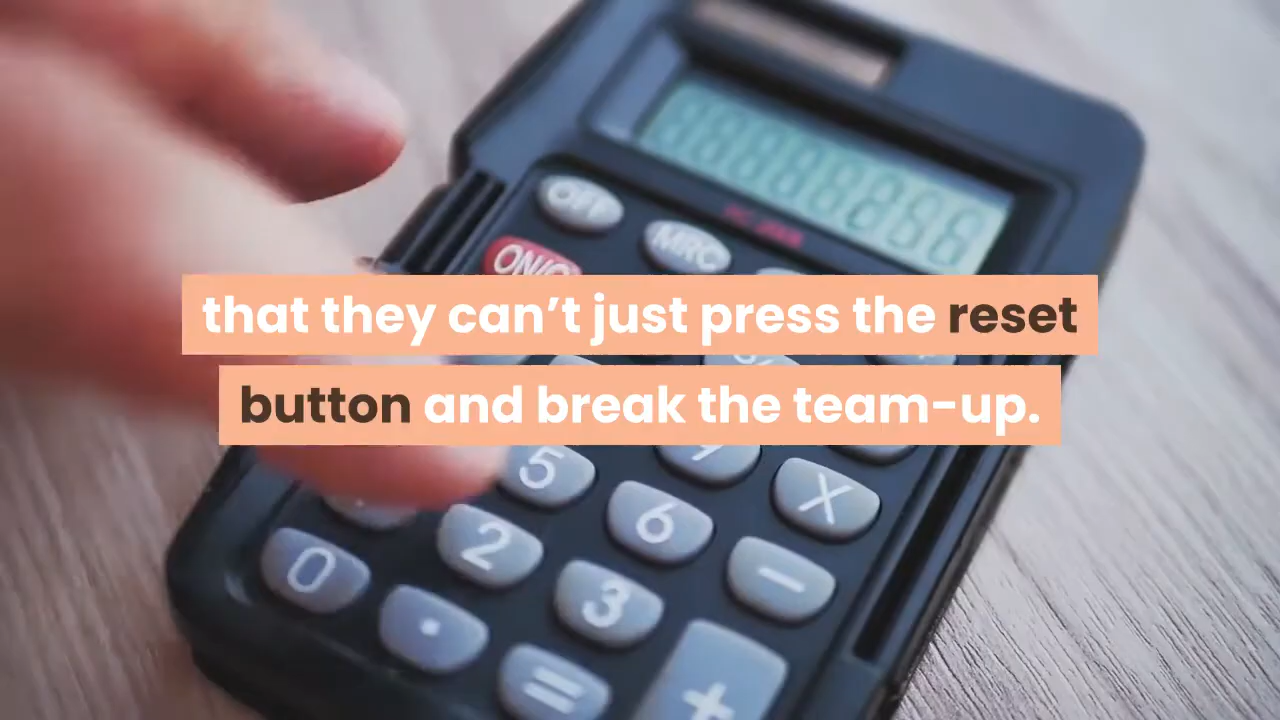 OFF
MRC
ON/C
that they can’t just press the reset
button and break the team-up.
5
6
X
2
−
0
3
.
=
+